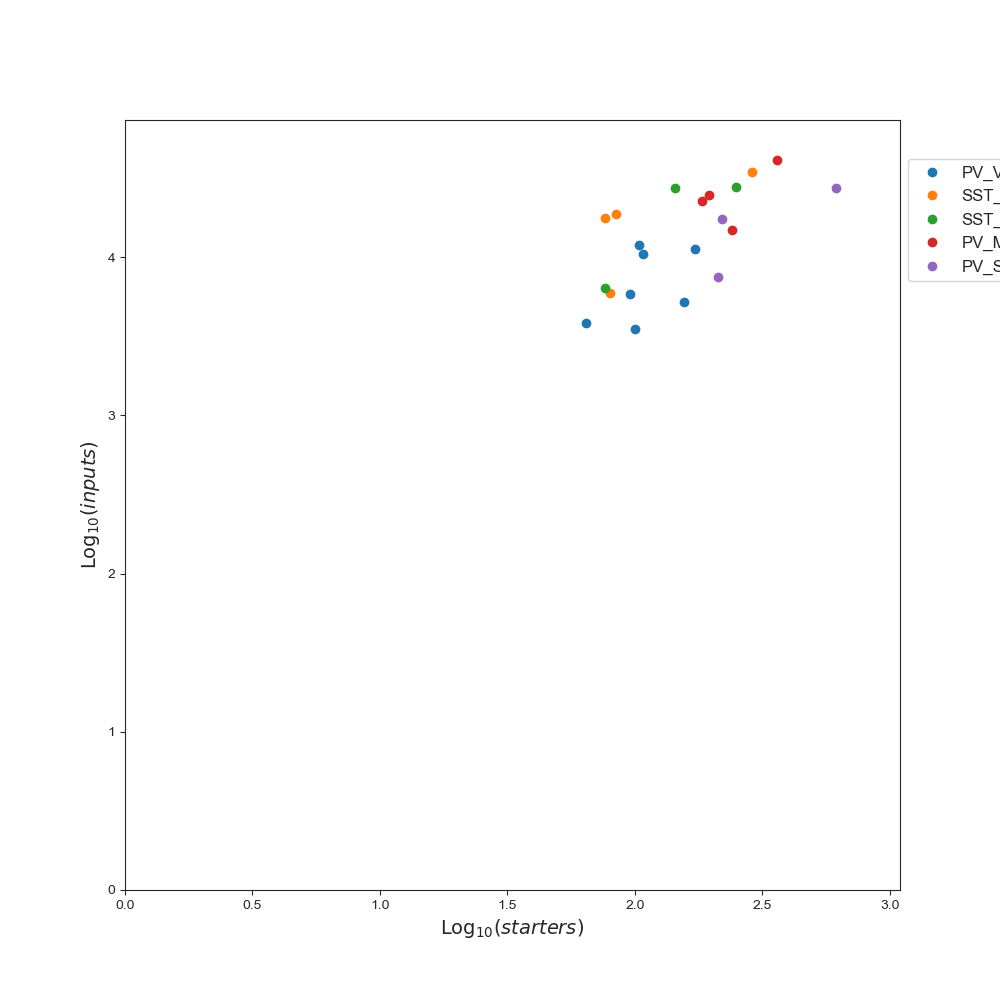 PV_V
SST_
SST_
PV_M
PV_S
4
3
2
1
0
0.0 0.5 1.0 1.5 2.0 2.5 3.0
Log₁₀(inputs)
Log₁₀(starters)